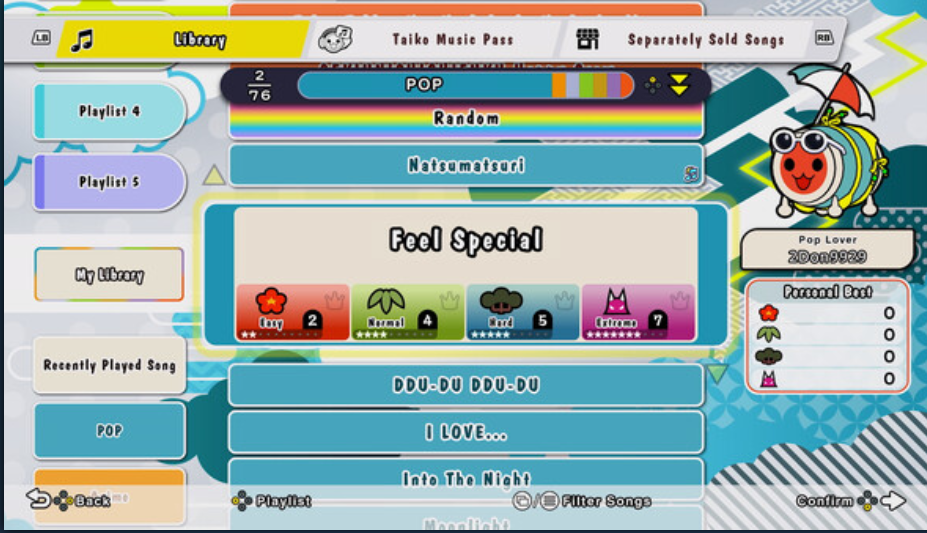 LB
Library
Taiko Music Pass
Separately Sold Songs
RB
2
76
POP
Playlist 4
Random
Playlist 5
Natsumatsuri
Feel Special
Easy 2
Normal 4
Hard 5
Extreme 7
Pop Lover
2Don9929
Personal Best
0
0
0
0
My Library
Recently Played Song
DDU-DU DDU-DU
POP
I LOVE...
Into The Night
Back
Playlist
Filter Songs
Confirm
Moonlight